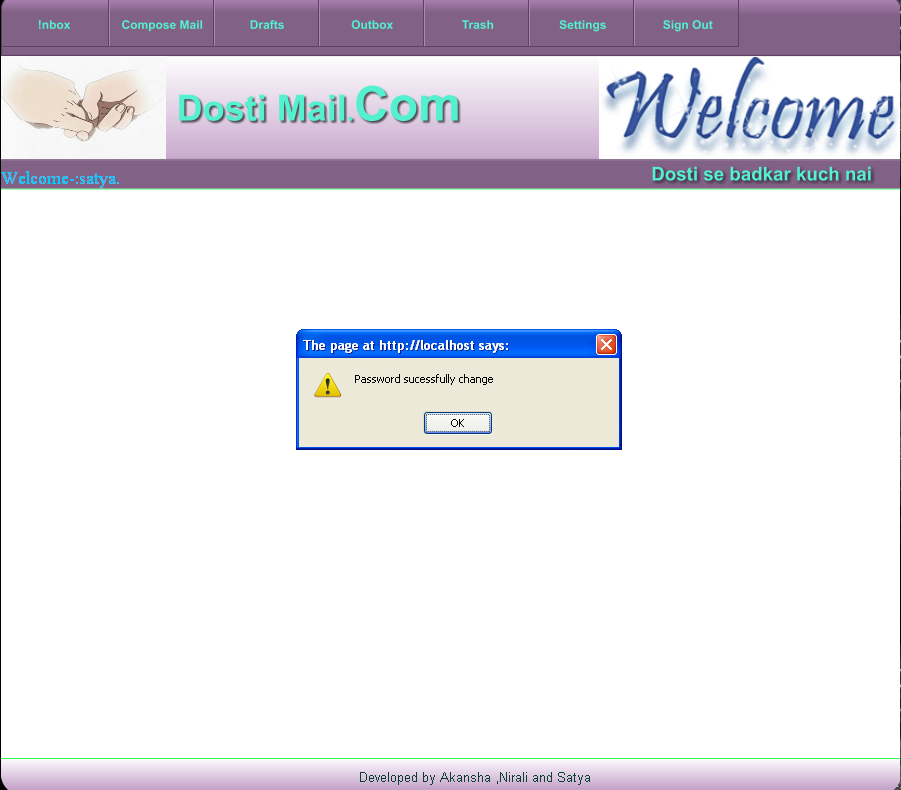 !nbox Compose Mail Drafts Outbox Trash Settings Sign Out
Dosti Mail.Com
Welcome
Welcome-:satya.
Dosti se badkar kuch nai
The page at http://localhost says:
Password sucessfully change
OK
Developed by Akansha ,Nirali and Satya